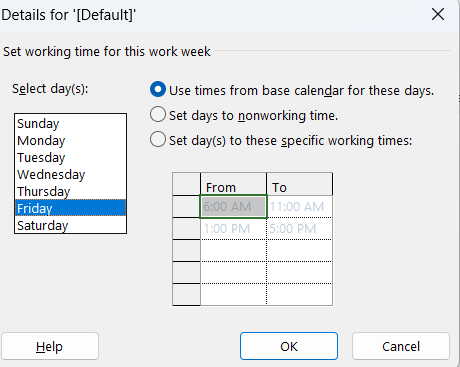 Details for '[Default]'
Set working time for this work week
Select day(s):
Sunday
Monday
Tuesday
Wednesday
Thursday
Friday
Saturday
Use times from base calendar for these days.
Set days to nonworking time.
Set day(s) to these specific working times:
From To
6:00 AM 11:00 AM
1:00 PM 5:00 PM
Help OK Cancel